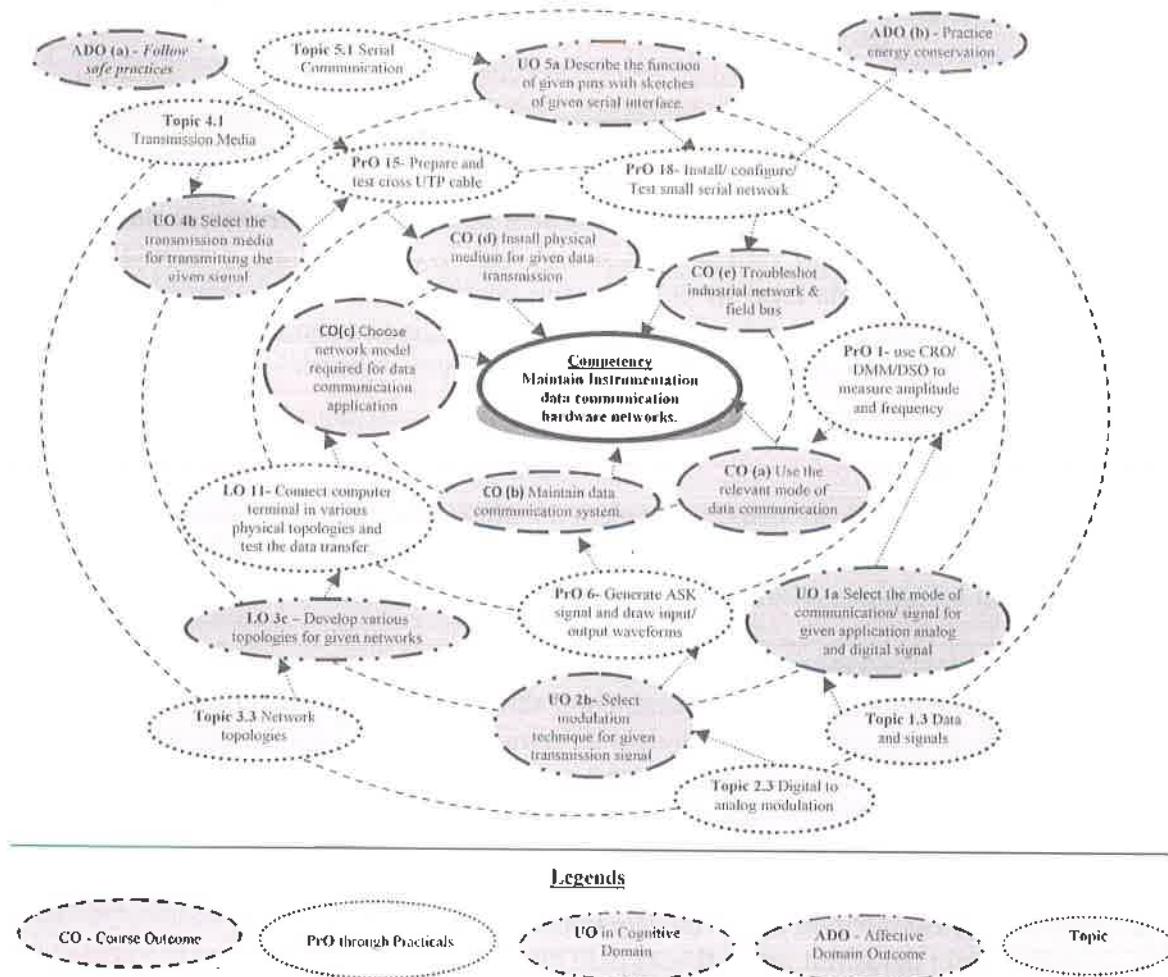 ADO (a) - Follow
safe practices
Topic 5.1 Serial
Communication
UO 5a Describe the function
of given pins with sketches
of given serial interface.
ADO (b) - Practice
energy conservation
Topic 4.1
Transmission Media
PrO 15- Prepare and
test cross UTP cable
PrO 18- Install/ configure/
Test small serial network
UO 4b Select the
transmission media
for transmitting the
given signal
CO (d) Install physical
medium for given data
transmission
CO (e) Troubleshot
industrial network &
field bus
CO(c) Choose
network model
required for data
communication
application
Competency
Maintain Instrumentation
data communication
hardware networks.
PrO 1- use CRO/
DMM/DSO to
measure amplitude
and frequency
LO 11- Connect computer
terminal in various
physical topologies and
test the data transfer
CO (b) Maintain data
communication system.
CO (a) Use the
relevant mode of
data communication
LO 3c – Develop various
topologies for given networks
PrO 6- Generate ASK
signal and draw input/
output waveforms
UO 1a Select the mode of
communication/ signal for
given application analog
and digital signal
Topic 3.3 Network
topologies
UO 2b- Select
modulation
technique for given
transmission signal
Topic 1.3 Data
and signals
Topic 2.3 Digital to
analog modulation
Legends
CO - Course Outcome
PrO through Practicals
UO in Cognitive
Domain
ADO - Affective
Domain Outcome
Topic